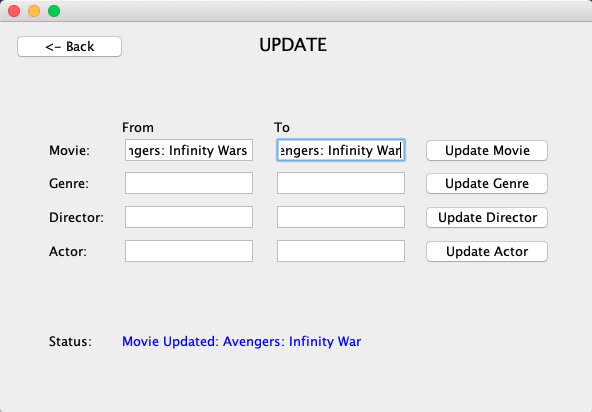 <- Back
UPDATE
From To
Movie: ngers: Infinity Wars engers: Infinity War Update Movie
Genre: Update Genre
Director: Update Director
Actor: Update Actor
Status: Movie Updated: Avengers: Infinity War